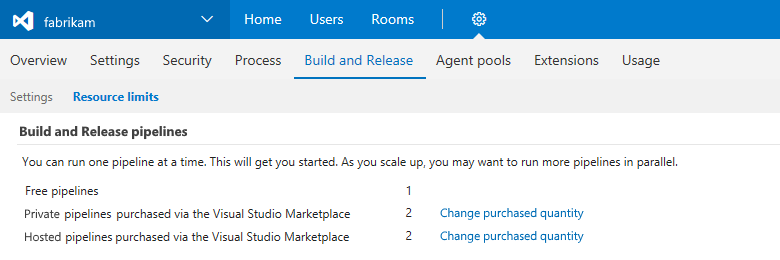 fabrikam Home Users Rooms
Overview Settings Security Process Build and Release Agent pools Extensions Usage
Settings Resource limits
Build and Release pipelines
You can run one pipeline at a time. This will get you started. As you scale up, you may want to run more pipelines in parallel.
Free pipelines 1
Private pipelines purchased via the Visual Studio Marketplace 2 Change purchased quantity
Hosted pipelines purchased via the Visual Studio Marketplace 2 Change purchased quantity